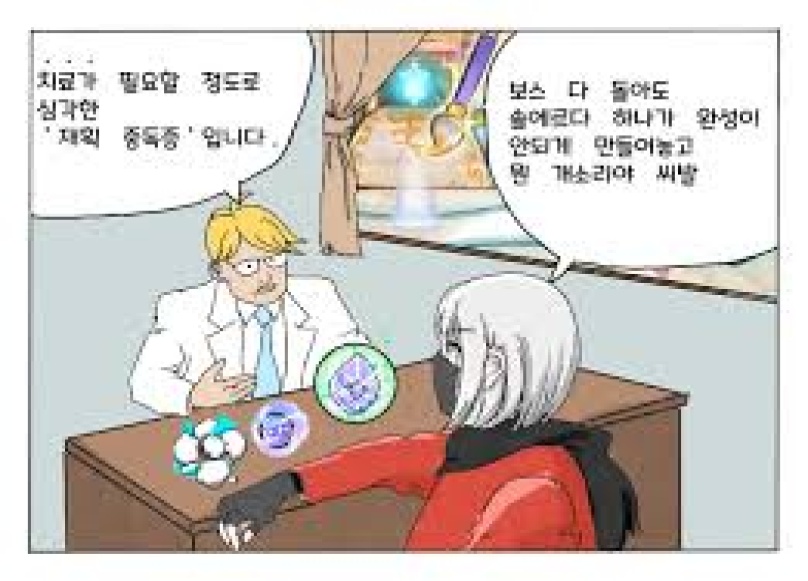 치료가 필요할 정도로
심각한
'재획 중독증'입니다.
보스 다 돌아도
솔에르다 하나가 완성이
안되게 만들어놓고
뭔 개소리야 씨발